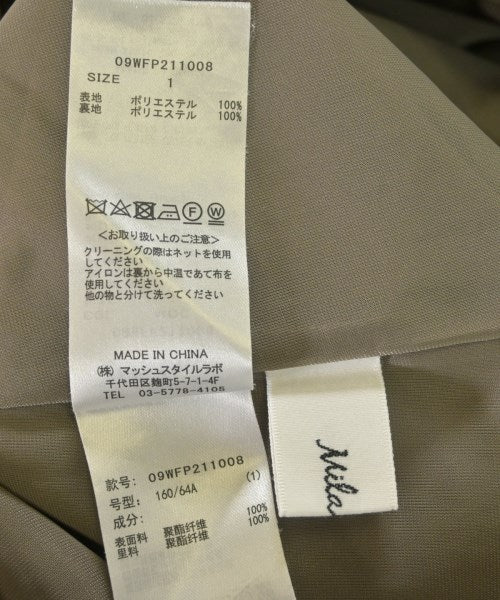 09WFP211008
SIZE 1
表地 ポリエステル 100%
裏地 ポリエステル 100%
F W
＜お取り扱い上のご注意＞
クリーニングの際はネットを使用
してください
アイロンは裏から中温であて布を
使用してください
他の物と分けて洗ってください
MADE IN CHINA
(株) マッシュスタイルラボ
千代田区麹町5-7-1-4F
TEL 03-5778-4105
款号: 09WFP211008
号型: 160/64A (1)
成分:
表面料 聚酯纤维 100%
里料 聚酯纤维 100%
Mila